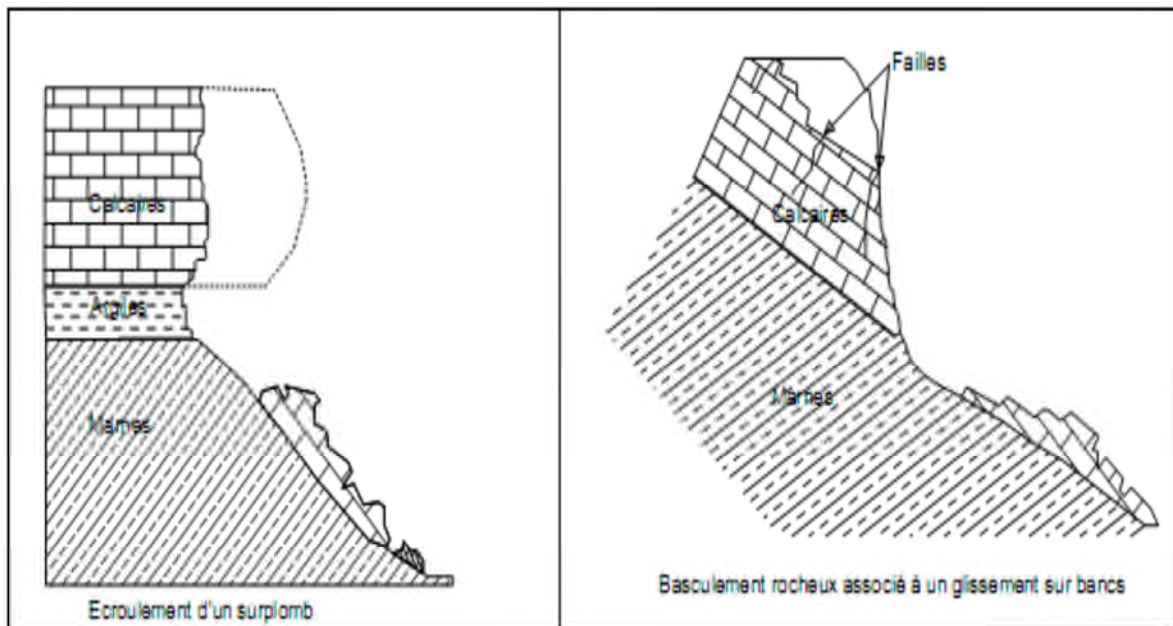 Calcaires
Argiles
Marnes
Ecroulement d'un surplomb
Failles
Calcaires
Marnes
Basculement rocheux associé à un glissement sur bancs